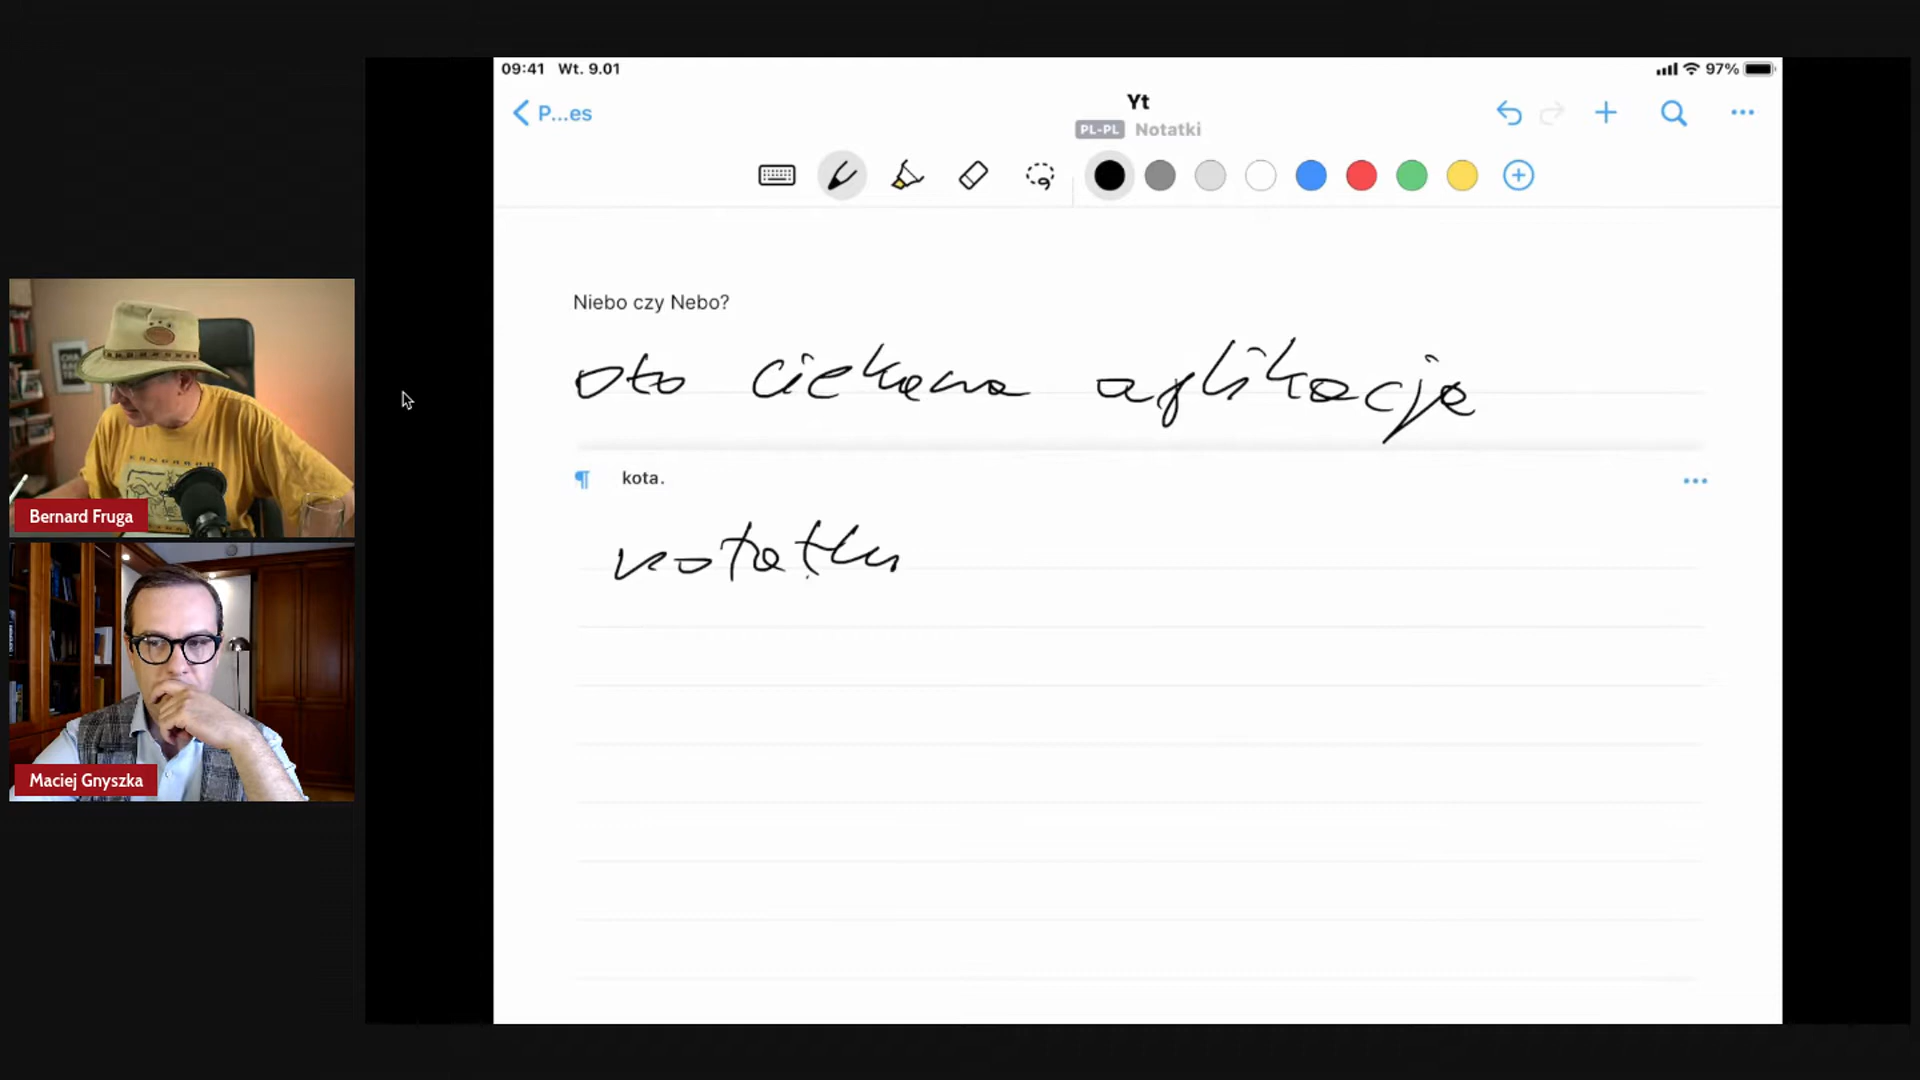 09:41 Wt. 9.01
97%
P...es
Yt
PL-PL Notatki
Niebo czy Nebo?
oto ciekawa aplikacja
kota.
Bernard Fruga
Maciej Gnyszka